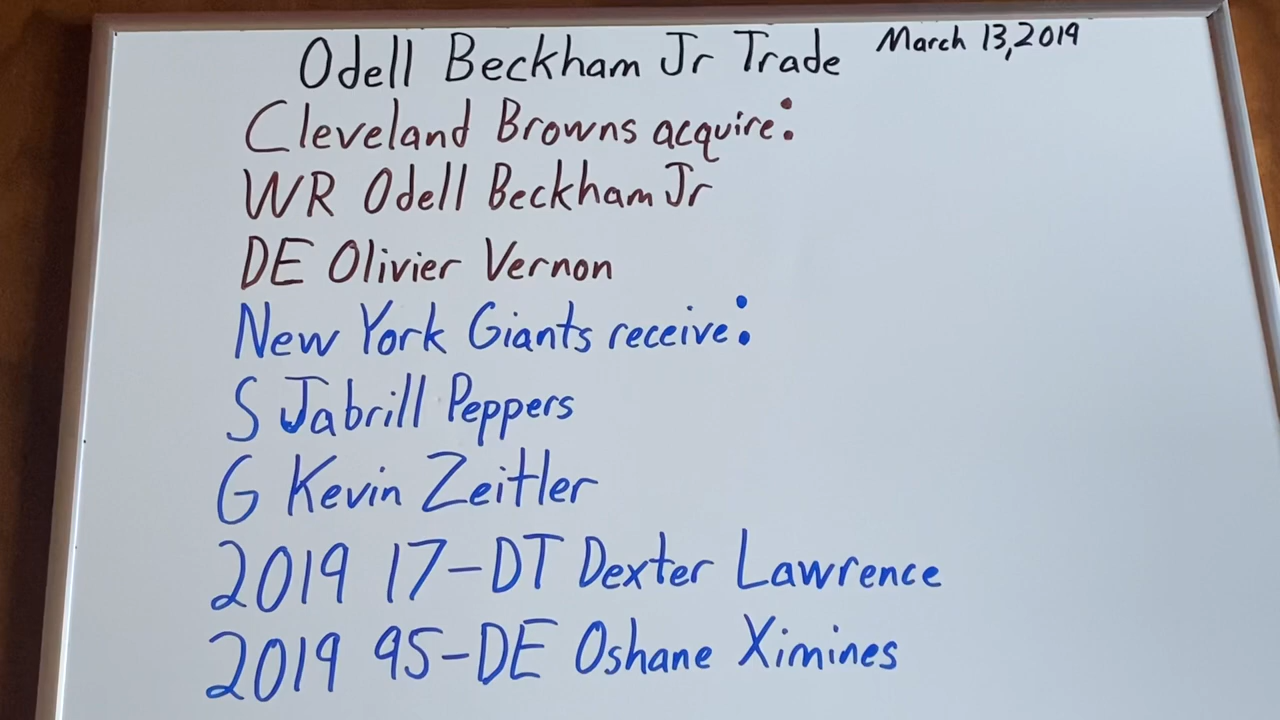 Odell Beckham Jr Trade March 13, 2019
Cleveland Browns acquire:
WR Odell Beckham Jr
DE Olivier Vernon
New York Giants receive:
S Jabrill Peppers
G Kevin Zeitler
2019 17-DT Dexter Lawrence
2019 95-DE Oshane Ximines